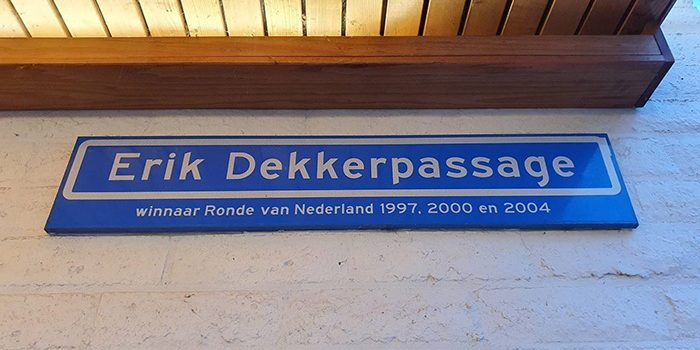 Erik Dekkerpassage
winnaar Ronde van Nederland 1997, 2000 en 2004